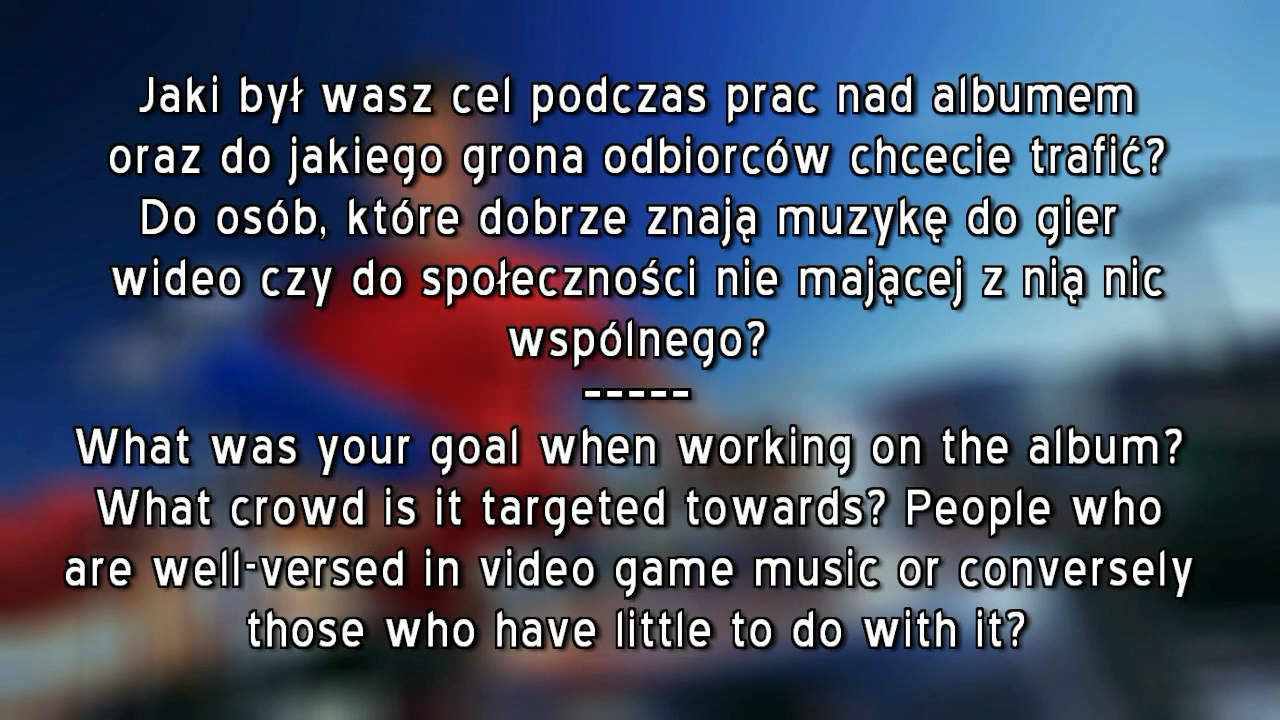 Jaki był wasz cel podczas prac nad albumem
oraz do jakiego grona odbiorców chcecie trafić?
Do osób, które dobrze znają muzykę do gier
wideo czy do społeczności nie mającej z nią nic
wspólnego?
-----
What was your goal when working on the album?
What crowd is it targeted towards? People who
are well-versed in video game music or conversely
those who have little to do with it?